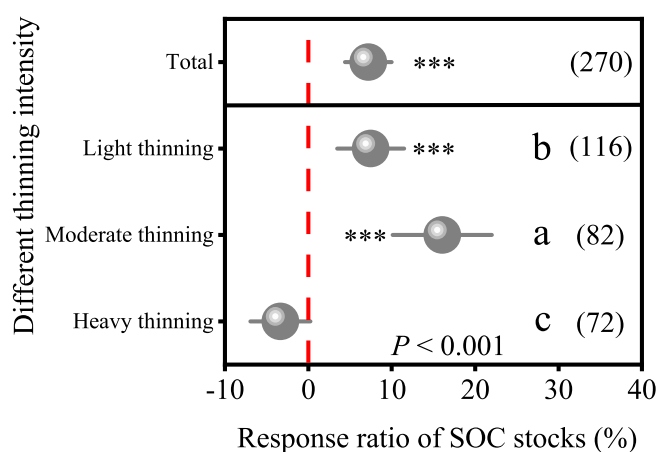 Different thinning intensity
Total *** (270)
Light thinning *** b (116)
Moderate thinning *** a (82)
Heavy thinning c (72)
P < 0.001
-10 0 10 20 30 40
Response ratio of SOC stocks (%)